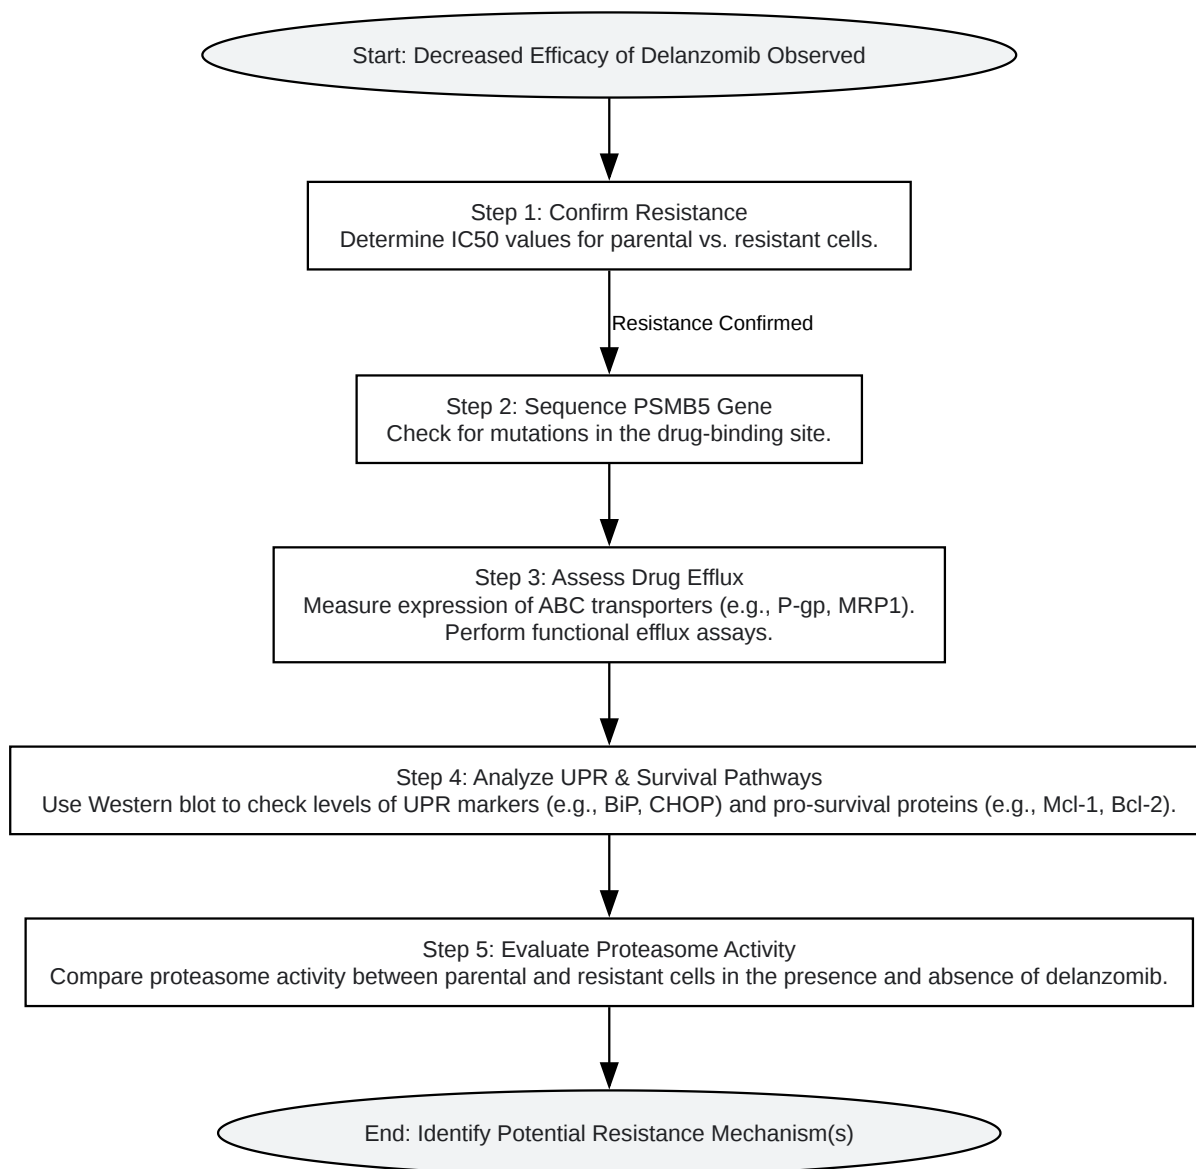 Start: Decreased Efficacy of Delanzomib Observed
Step 1: Confirm Resistance
Determine IC50 values for parental vs. resistant cells.
Resistance Confirmed
Step 2: Sequence PSMB5 Gene
Check for mutations in the drug-binding site.
Step 3: Assess Drug Efflux
Measure expression of ABC transporters (e.g., P-gp, MRP1).
Perform functional efflux assays.
Step 4: Analyze UPR & Survival Pathways
Use Western blot to check levels of UPR markers (e.g., BiP, CHOP) and pro-survival proteins (e.g., Mcl-1, Bcl-2).
Step 5: Evaluate Proteasome Activity
Compare proteasome activity between parental and resistant cells in the presence and absence of delanzomib.
End: Identify Potential Resistance Mechanism(s)